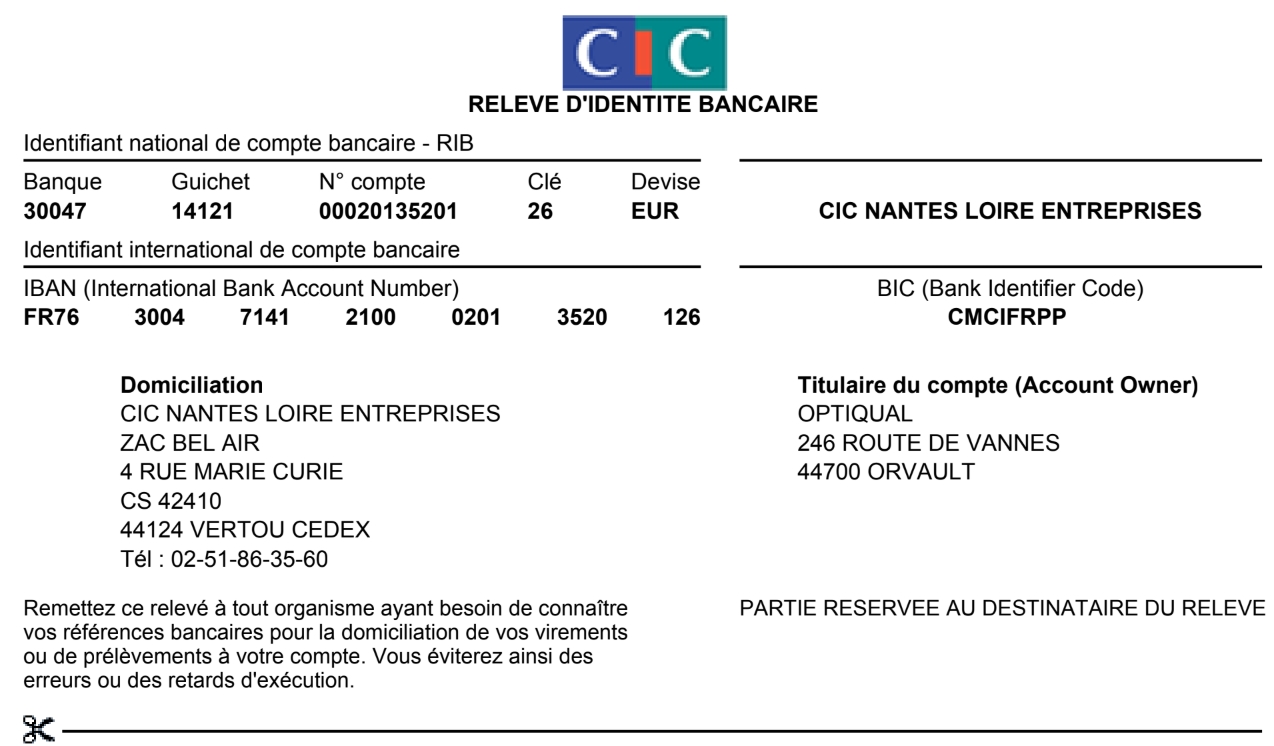 CIC
RELEVE D'IDENTITE BANCAIRE
Identifiant national de compte bancaire - RIB
Banque Guichet N° compte Clé Devise
30047 14121 00020135201 26 EUR CIC NANTES LOIRE ENTREPRISES
Identifiant international de compte bancaire
IBAN (International Bank Account Number) BIC (Bank Identifier Code)
FR76 3004 7141 2100 0201 3520 126 CMCIFRPP
Domiciliation
CIC NANTES LOIRE ENTREPRISES
ZAC BEL AIR
4 RUE MARIE CURIE
CS 42410
44124 VERTOU CEDEX
Tél : 02-51-86-35-60
Titulaire du compte (Account Owner)
OPTIQUAL
246 ROUTE DE VANNES
44700 ORVAULT
Remettez ce relevé à tout organisme ayant besoin de connaître
vos références bancaires pour la domiciliation de vos virements
ou de prélèvements à votre compte. Vous éviterez ainsi des
erreurs ou des retards d'exécution.
PARTIE RESERVEE AU DESTINATAIRE DU RELEVE